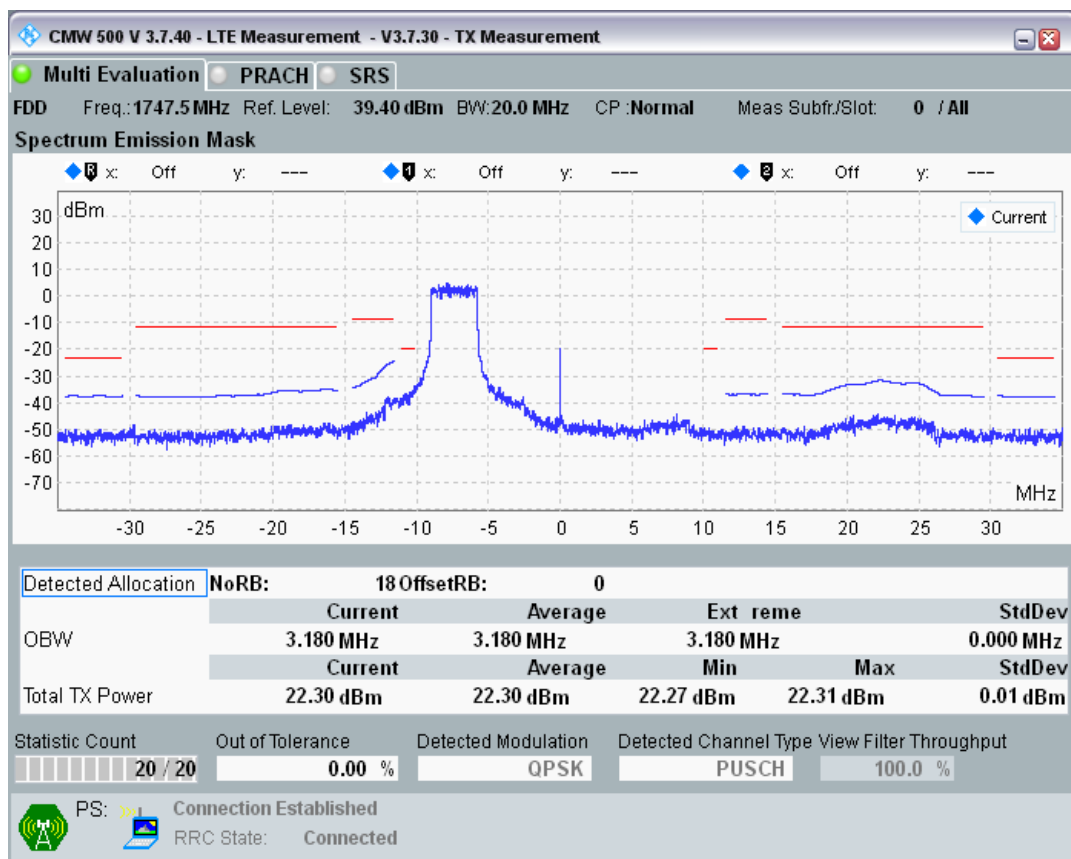 CMW 500 V 3.7.40 - LTE Measurement - V3.7.30 - TX Measurement
Multi Evaluation PRACH SRS
FDD Freq.: 1747.5 MHz Ref. Level: 39.40 dBm BW: 20.0 MHz CP : Normal Meas Subfr./Slot: 0 / All
Spectrum Emission Mask
R x: Off y: --- 1 x: Off y: --- 2 x: Off y: ---
dBm
Current
30
20
10
0
-10
-20
-30
-40
-50
-60
-70
MHz
-30 -25 -20 -15 -10 -5 0 5 10 15 20 25 30
Detected Allocation NoRB: 18 OffsetRB: 0
Current Average Ext reme StdDev
OBW 3.180 MHz 3.180 MHz 3.180 MHz 0.000 MHz
Current Average Min Max StdDev
Total TX Power 22.30 dBm 22.30 dBm 22.27 dBm 22.31 dBm 0.01 dBm
Statistic Count Out of Tolerance Detected Modulation Detected Channel Type View Filter Throughput
20 / 20 0.00 % QPSK PUSCH 100.0 %
PS: Connection Established
RRC State: Connected